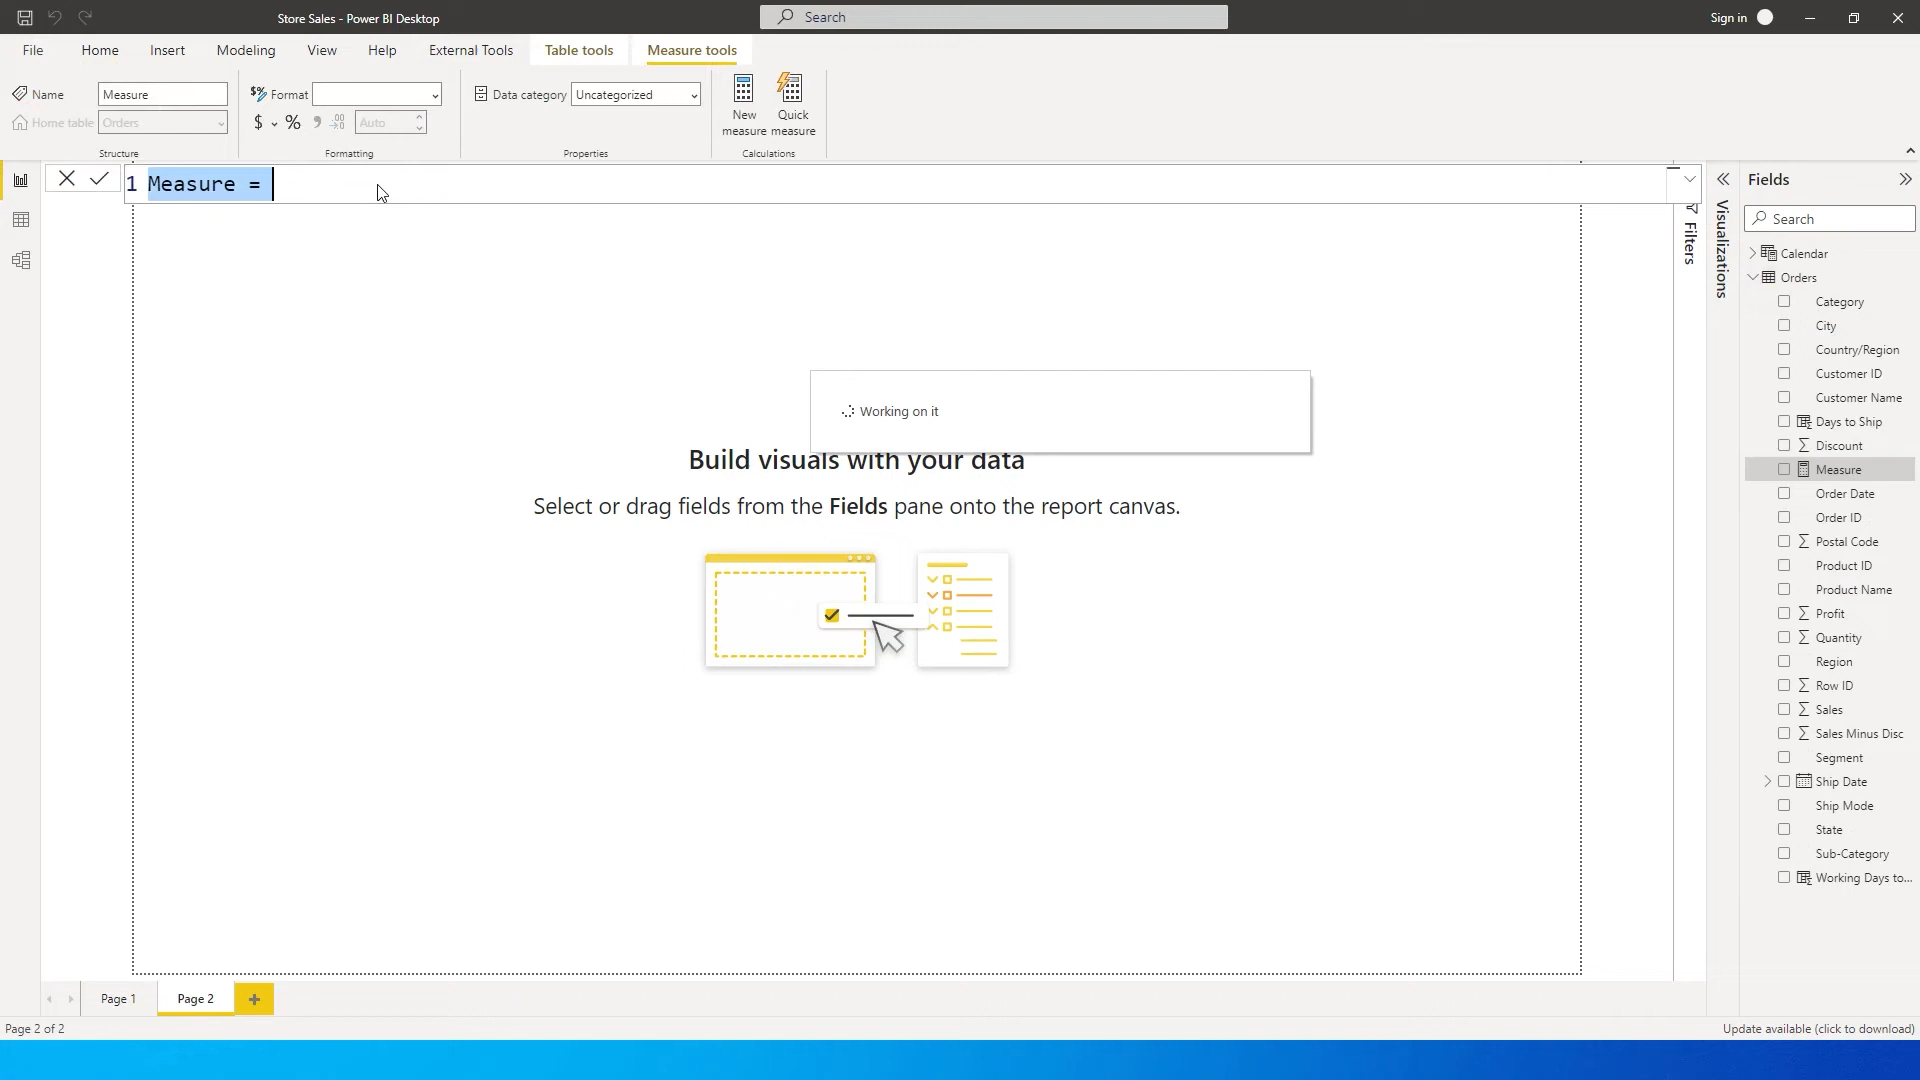 Store Sales - Power BI Desktop
Search
Sign in
File
Home
Insert
Modeling
View
Help
External Tools
Table tools
Measure tools
Name
Measure
Home table
Orders
Structure
Format
$
%
Auto
Formatting
Data category
Uncategorized
Properties
New
measure
Quick
measure
Calculations
1 Measure =
Working on it
Build visuals with your data
Select or drag fields from the Fields pane onto the report canvas.
Filters
Visualizations
Fields
Search
Calendar
Orders
Category
City
Country/Region
Customer ID
Customer Name
Days to Ship
Discount
Measure
Order Date
Order ID
Postal Code
Product ID
Product Name
Profit
Quantity
Region
Row ID
Sales
Sales Minus Disc
Segment
Ship Date
Ship Mode
State
Sub-Category
Working Days to...
Page 1
Page 2
Page 2 of 2
Update available (click to download)